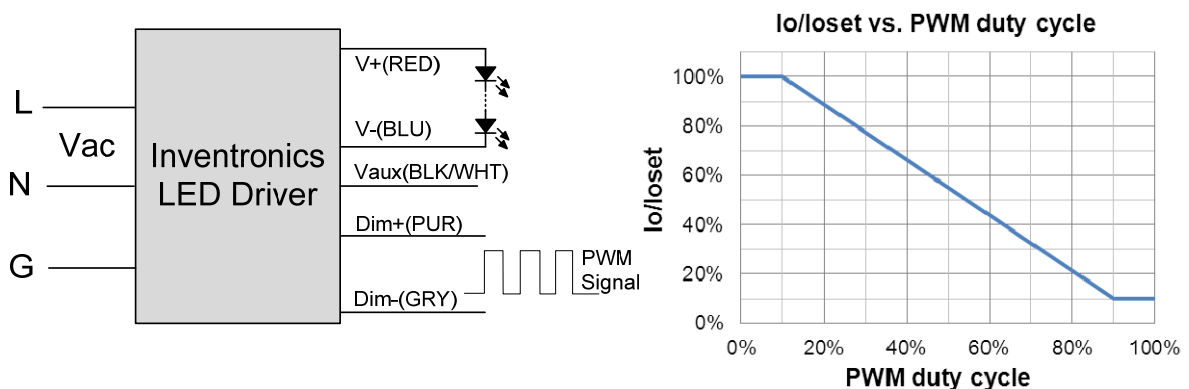 L
Vac
N
G
Inventronics
LED Driver
V+(RED)
V-(BLU)
Vaux(BLK/WHT)
Dim+(PUR)
Dim-(GRY)
PWM
Signal
Io/Ioset vs. PWM duty cycle
Io/Ioset
100%
80%
60%
40%
20%
0%
0%
20%
40%
60%
80%
100%
PWM duty cycle